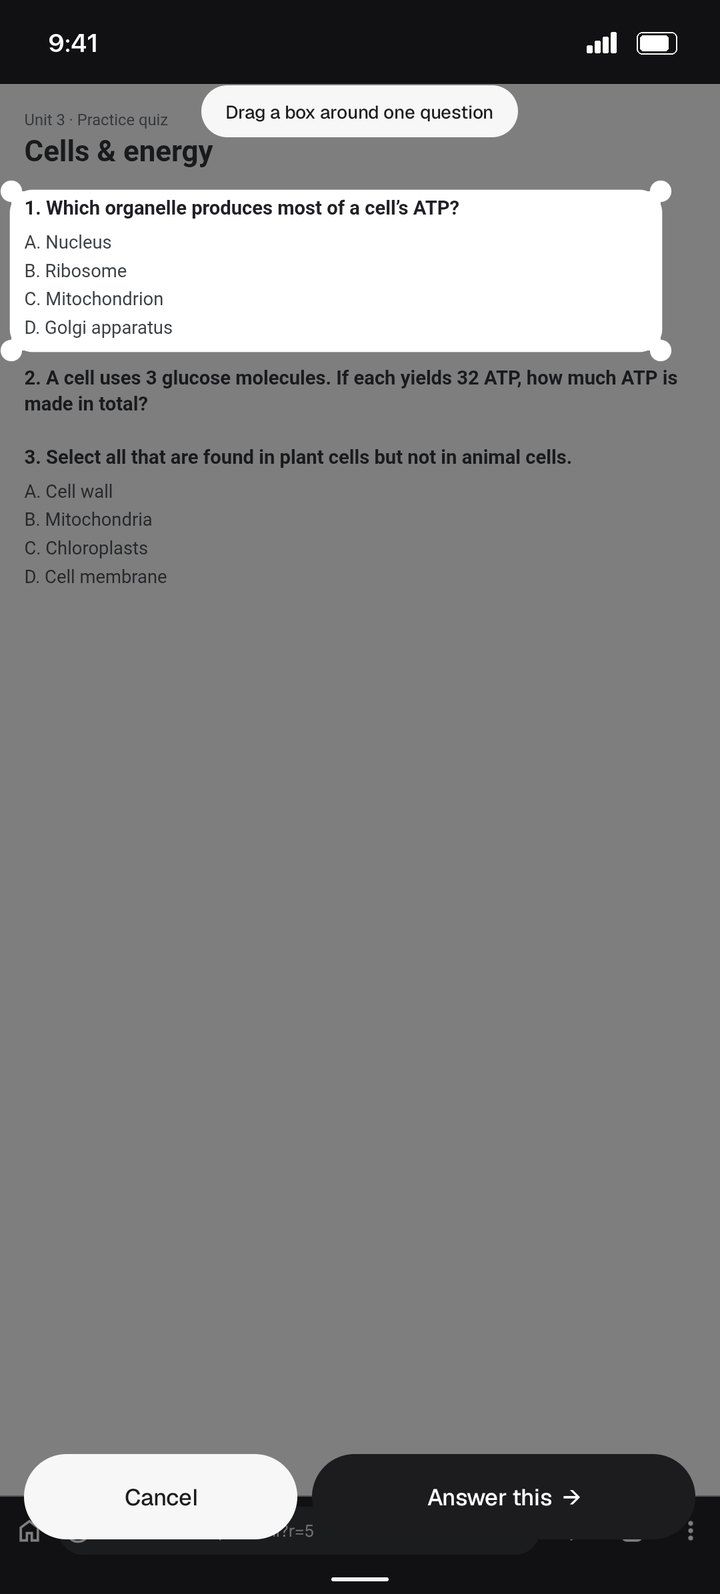 9:41
Drag a box around one question
Unit 3 · Practice quiz
Cells & energy
1. Which organelle produces most of a cell’s ATP?
A. Nucleus
B. Ribosome
C. Mitochondrion
D. Golgi apparatus
2. A cell uses 3 glucose molecules. If each yields 32 ATP, how much ATP is
made in total?
3. Select all that are found in plant cells but not in animal cells.
A. Cell wall
B. Mitochondria
C. Chloroplasts
D. Cell membrane
Cancel
Answer this →
?r=5